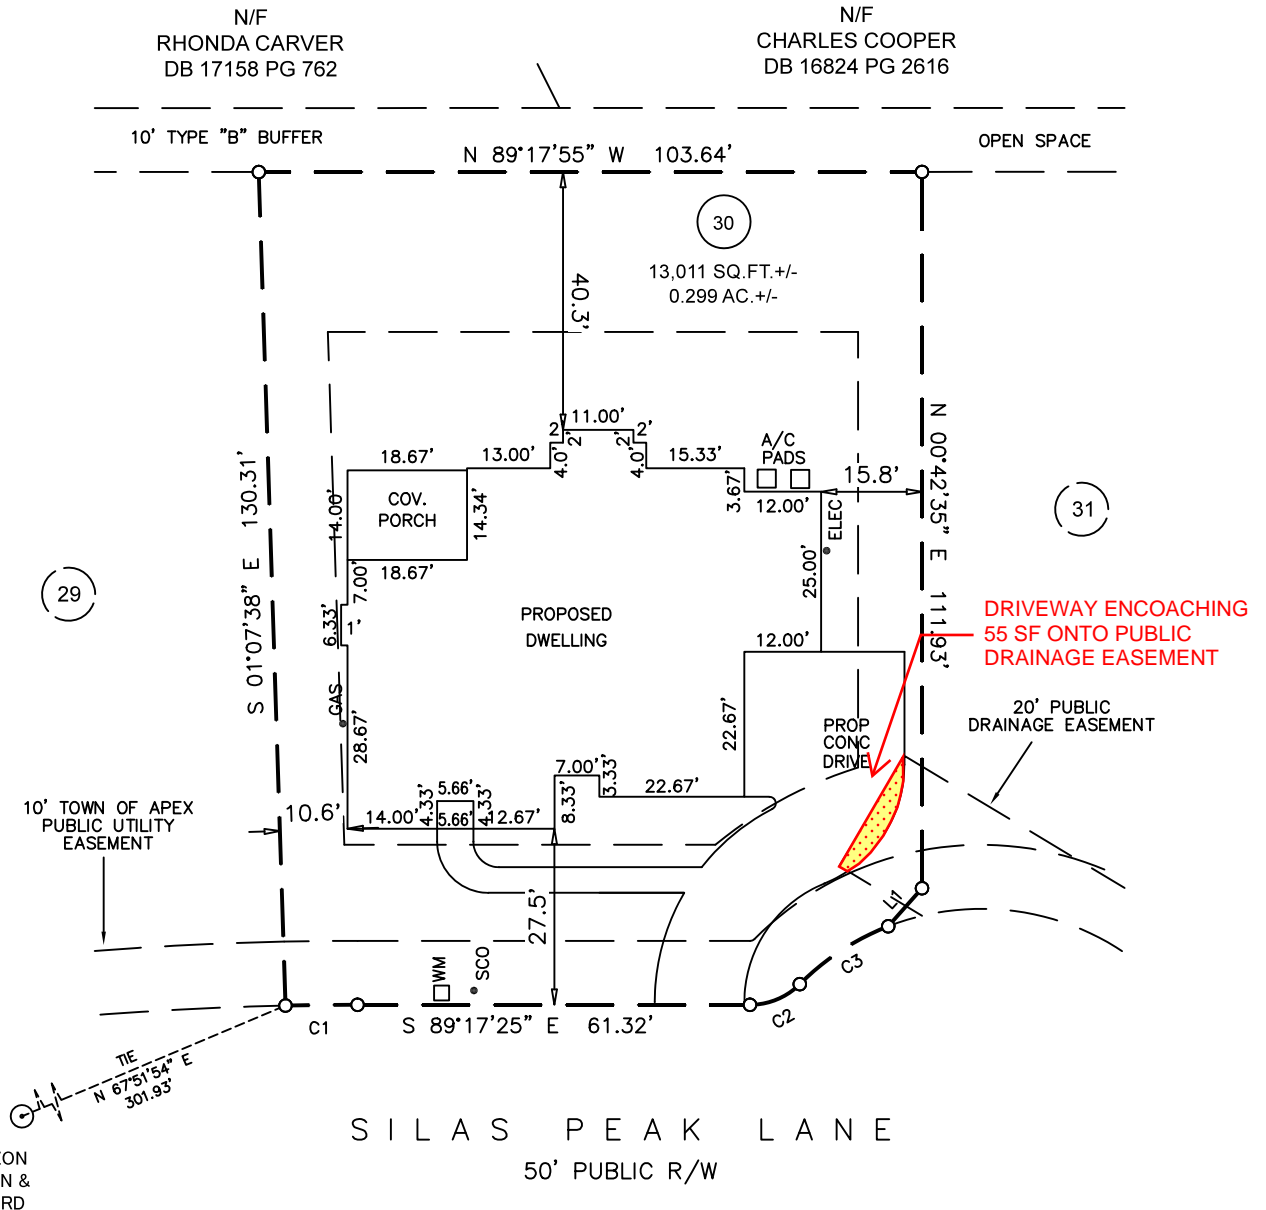 N/F
RHONDA CARVER
DB 17158 PG 762
N/F
CHARLES COOPER
DB 16824 PG 2616
10' TYPE "B" BUFFER
OPEN SPACE
N 89°17'55" W 103.64'
30
13,011 SQ.FT.+/-
0.299 AC.+/-
40.3'
11.00'
2'
2'
2'
2'
4.0'
4.0'
13.00'
15.33'
18.67'
14.00'
COV.
PORCH
14.34'
18.67'
A/C
PADS
3.67'
12.00'
15.8'
ELEC
25.00'
N 00°42'35" E 111.93'
S 01°07'38" E 130.31'
29
31
7.00'
6.33'
1'
PROPOSED
DWELLING
12.00'
DRIVEWAY ENCOACHING
55 SF ONTO PUBLIC
DRAINAGE EASEMENT
GAS
28.67'
22.67'
PROP
CONC
DRIVE
20' PUBLIC
DRAINAGE EASEMENT
7.00'
3.33'
8.33'
22.67'
5.66'
4.33'
4.33'
5.66'
14.00'
12.67'
10.6'
10' TOWN OF APEX
PUBLIC UTILITY
EASEMENT
27.5'
L11
WM
SCO
C3
C2
C1
S 89°17'25" E 61.32'
TIE
N 67°51'54" E
301.93'
SILAS PEAK LANE
50' PUBLIC R/W
ON
N &
RD